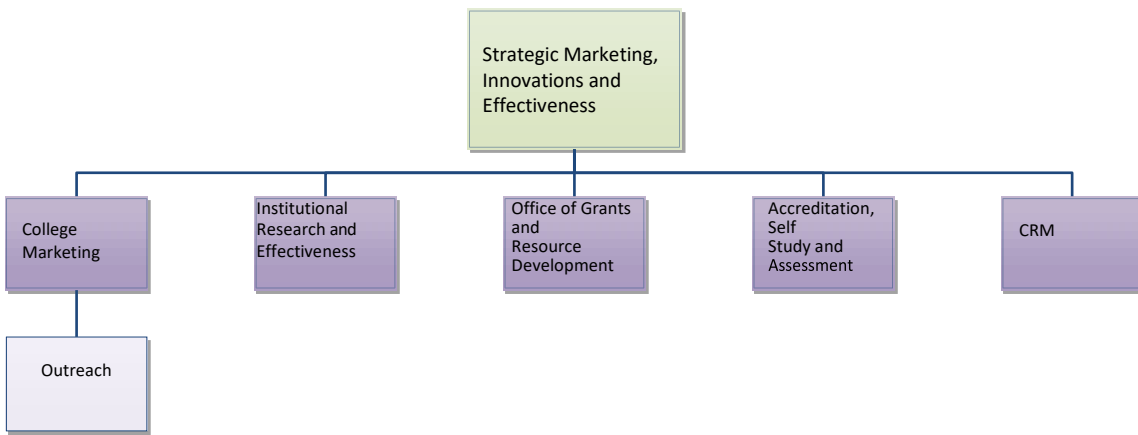 Strategic Marketing,
Innovations and
Effectiveness
College
Marketing
Institutional
Research and
Effectiveness
Office of Grants
and
Resource
Development
Accreditation,
Self
Study and
Assessment
CRM
Outreach